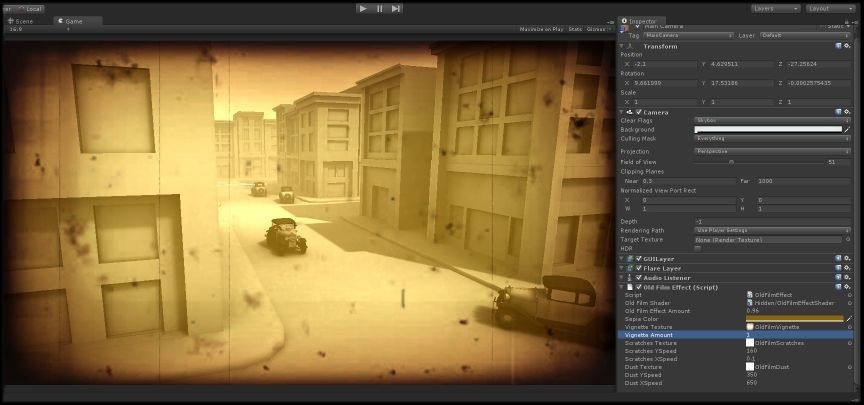 Local
Layers
Layout
Scene
Game
16:9
Maximize on Play Stats Gizmos
Inspector
Main Camera
Static
Tag MainCamera Layer Default
Transform
Position
X -2.1 Y 4.629511 Z -27.25624
Rotation
X 9.661999 Y 17.53186 Z -0.0002575435
Scale
X 1 Y 1 Z 1
Camera
Clear Flags Skybox
Background
Culling Mask Everything
Projection Perspective
Field of View 51
Clipping Planes
Near 0.3 Far 1000
Normalized View Port Rect
X 0 Y 0
W 1 H 1
Depth -1
Rendering Path Use Player Settings
Target Texture None (Render Texture)
HDR
GUILayer
Flare Layer
Audio Listener
Old Film Effect (Script)
Script OldFilmEffect
Old Film Shader Hidden/OldFilmEffectShader
Old Film Effect Amount 0.96
Sepia Color
Vignette Texture OldFilmVignette
Vignette Amount 1
Scratches Texture OldFilmScratches
Scratches YSpeed 160
Scratches XSpeed 0.1
Dust Texture OldFilmDust
Dust YSpeed 350
Dust XSpeed 650